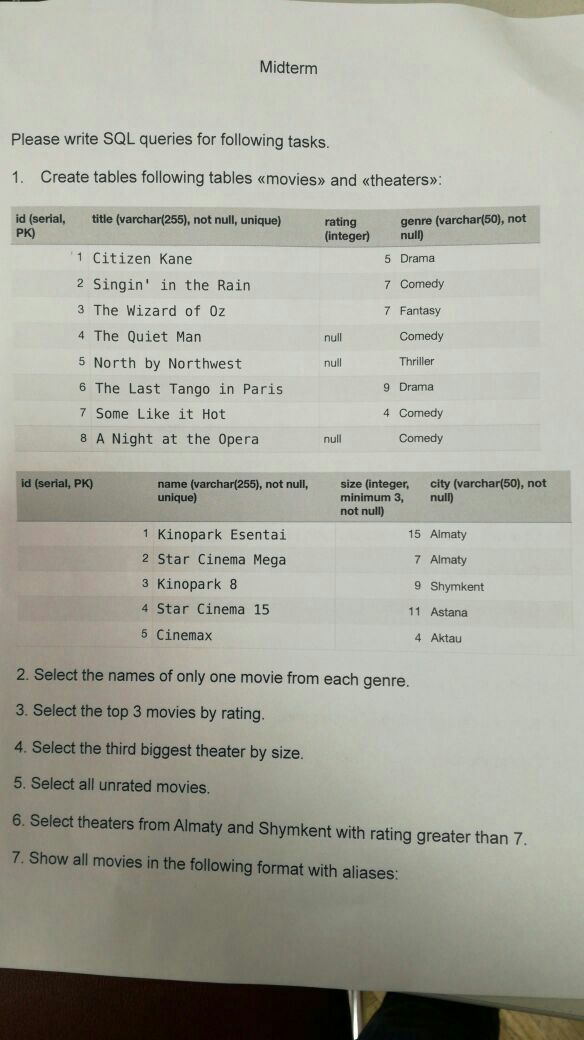 Midterm
Please write SQL queries for following tasks.
1. Create tables following tables «movies» and «theaters»:
id (serial, PK) title (varchar(255), not null, unique) rating (integer) genre (varchar(50), not null)
1 Citizen Kane 5 Drama
2 Singin' in the Rain 7 Comedy
3 The Wizard of Oz 7 Fantasy
4 The Quiet Man null Comedy
5 North by Northwest null Thriller
6 The Last Tango in Paris 9 Drama
7 Some Like it Hot 4 Comedy
8 A Night at the Opera null Comedy
id (serial, PK) name (varchar(255), not null, unique) size (integer, minimum 3, not null) city (varchar(50), not null)
1 Kinopark Esentai 15 Almaty
2 Star Cinema Mega 7 Almaty
3 Kinopark 8 9 Shymkent
4 Star Cinema 15 11 Astana
5 Cinemax 4 Aktau
2. Select the names of only one movie from each genre.
3. Select the top 3 movies by rating.
4. Select the third biggest theater by size.
5. Select all unrated movies.
6. Select theaters from Almaty and Shymkent with rating greater than 7.
7. Show all movies in the following format with aliases: